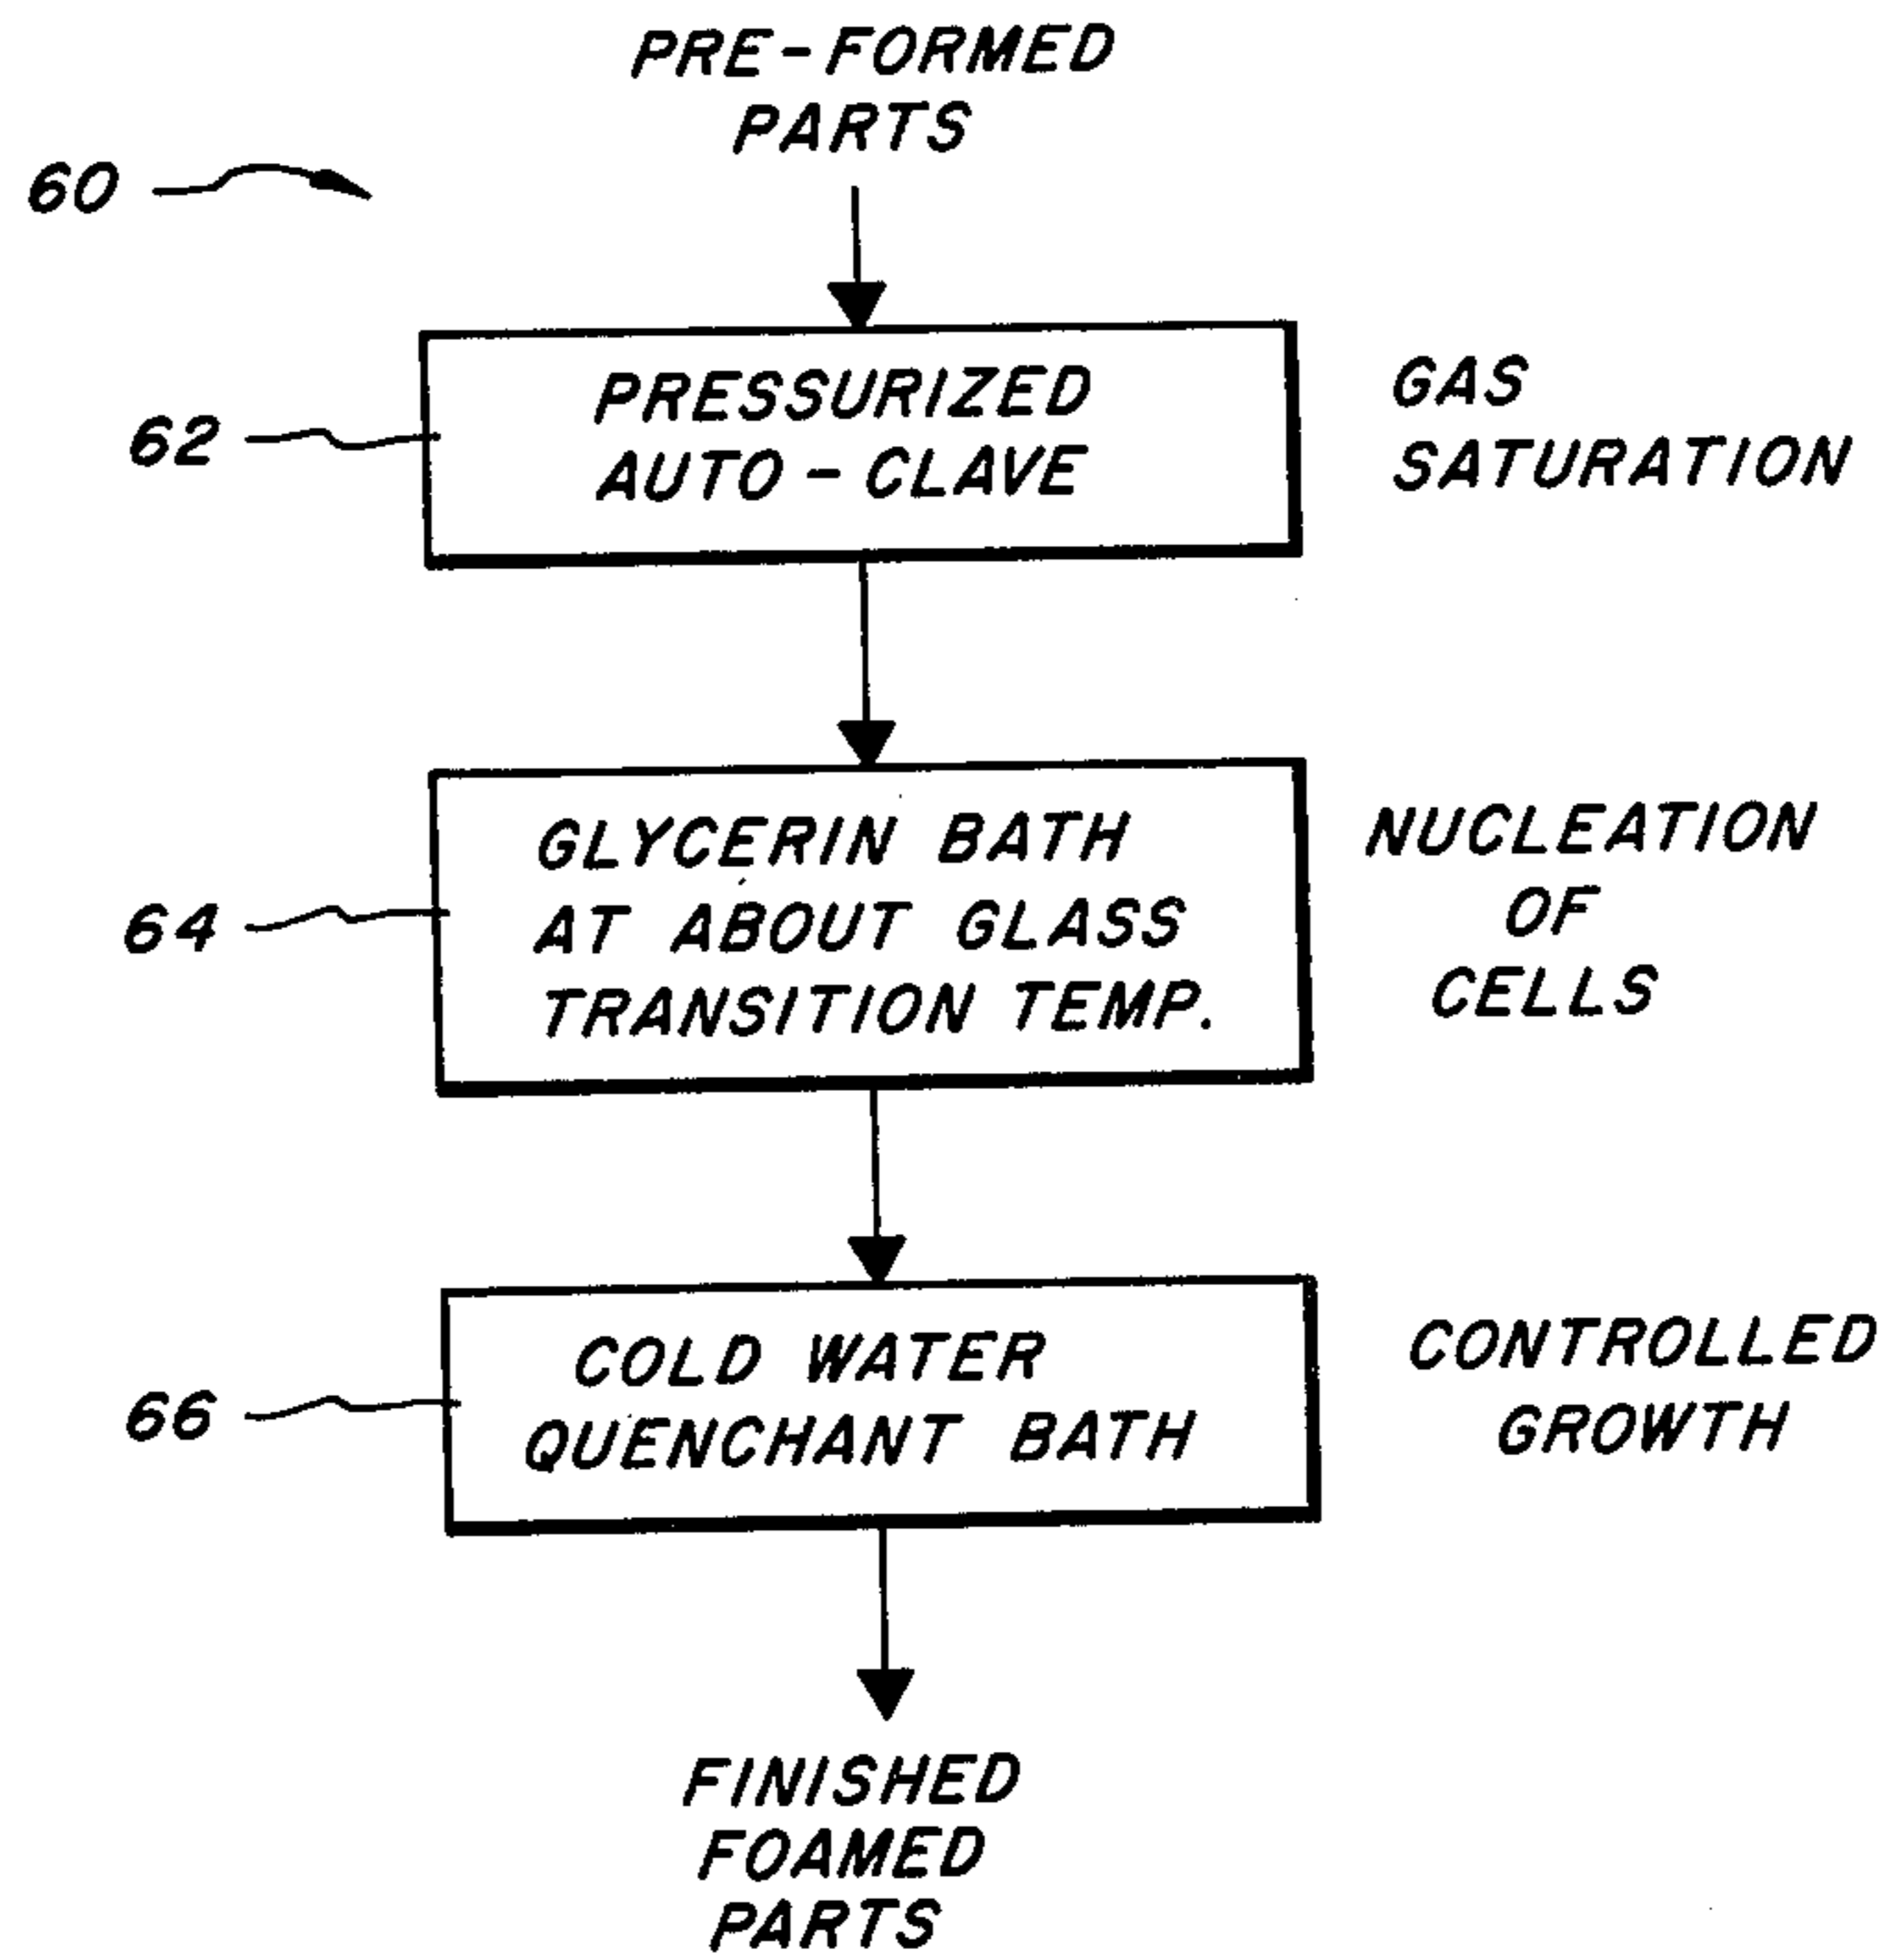 PRE-FORMED
PARTS
60
PRESSURIZED
AUTO-CLAVE
62
GAS
SATURATION
GLYCERIN BATH
AT ABOUT GLASS
TRANSITION TEMP.
64
NUCLEATION
OF
CELLS
COLD WATER
QUENCHANT BATH
66
CONTROLLED
GROWTH
FINISHED
FOAMED
PARTS